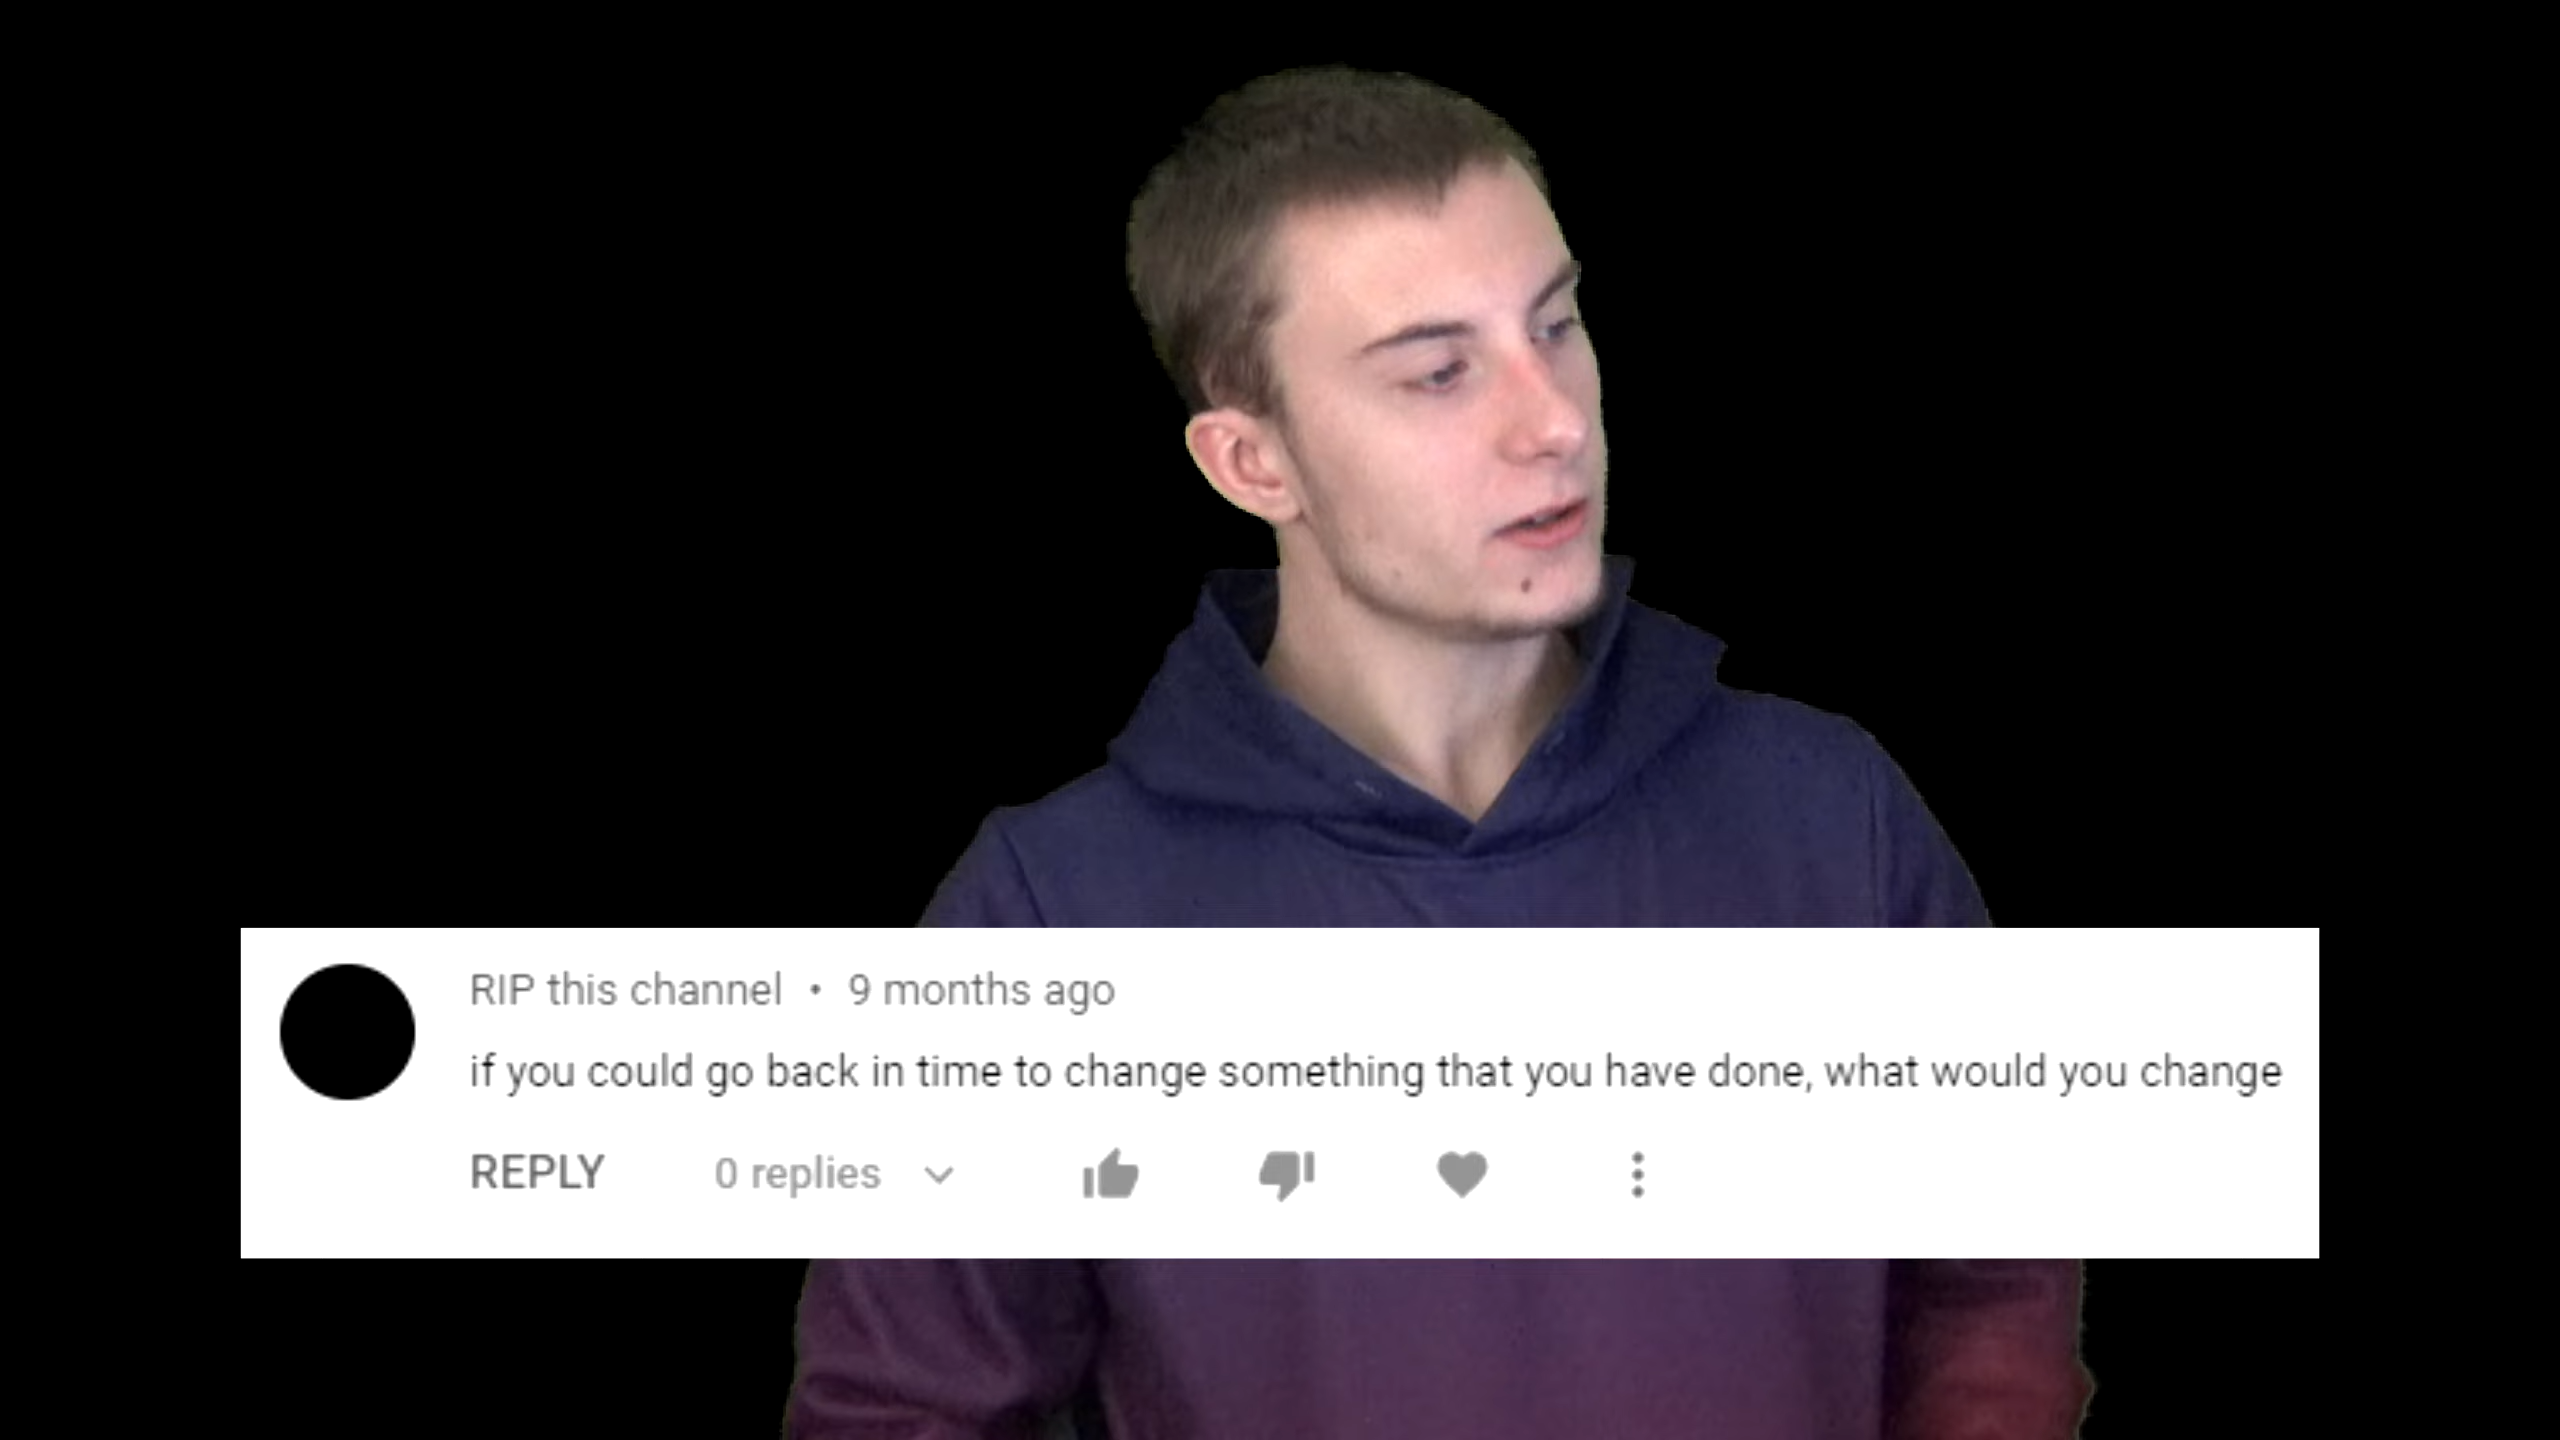 RIP this channel • 9 months ago
if you could go back in time to change something that you have done, what would you change
REPLY 0 replies